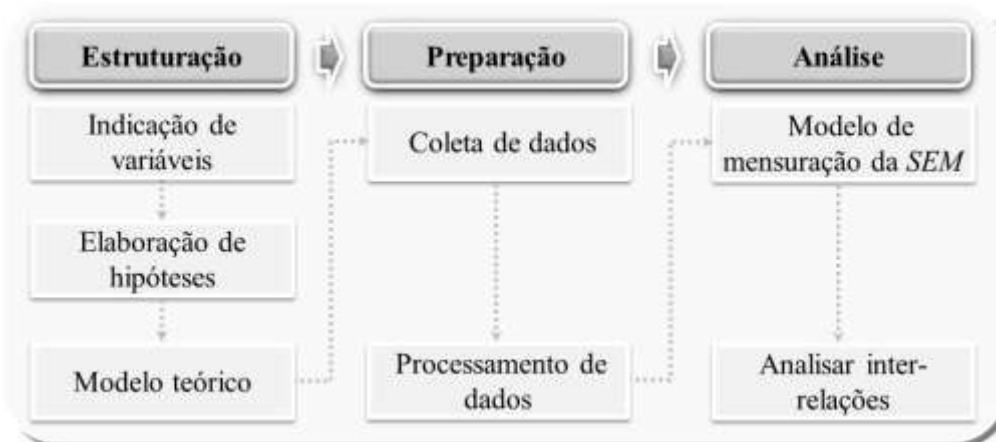 Estruturação
Indicação de
variáveis
Elaboração de
hipóteses
Modelo teórico
Preparação
Coleta de dados
Processamento de
dados
Análise
Modelo de
mensuração da SEM
Analisar inter-
relações